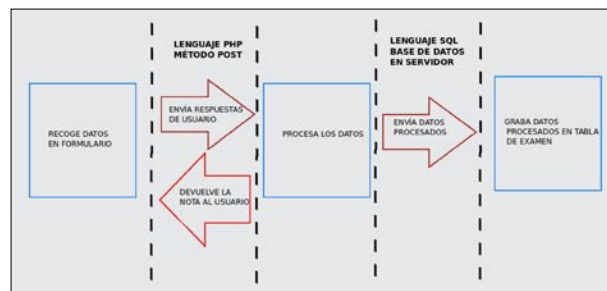 LENGUAJE PHP
MÉTODO POST
LENGUAJE SQL
BASE DE DATOS
EN SERVIDOR
RECOGE DATOS
EN FORMULARIO
ENVÍA RESPUESTAS
DE USUARIO
DEVUELVE LA
NOTA AL USUARIO
PROCESA LOS DATOS
ENVÍA DATOS
PROCESADOS
GRABA DATOS
PROCESADOS EN TABLA
DE EXAMEN